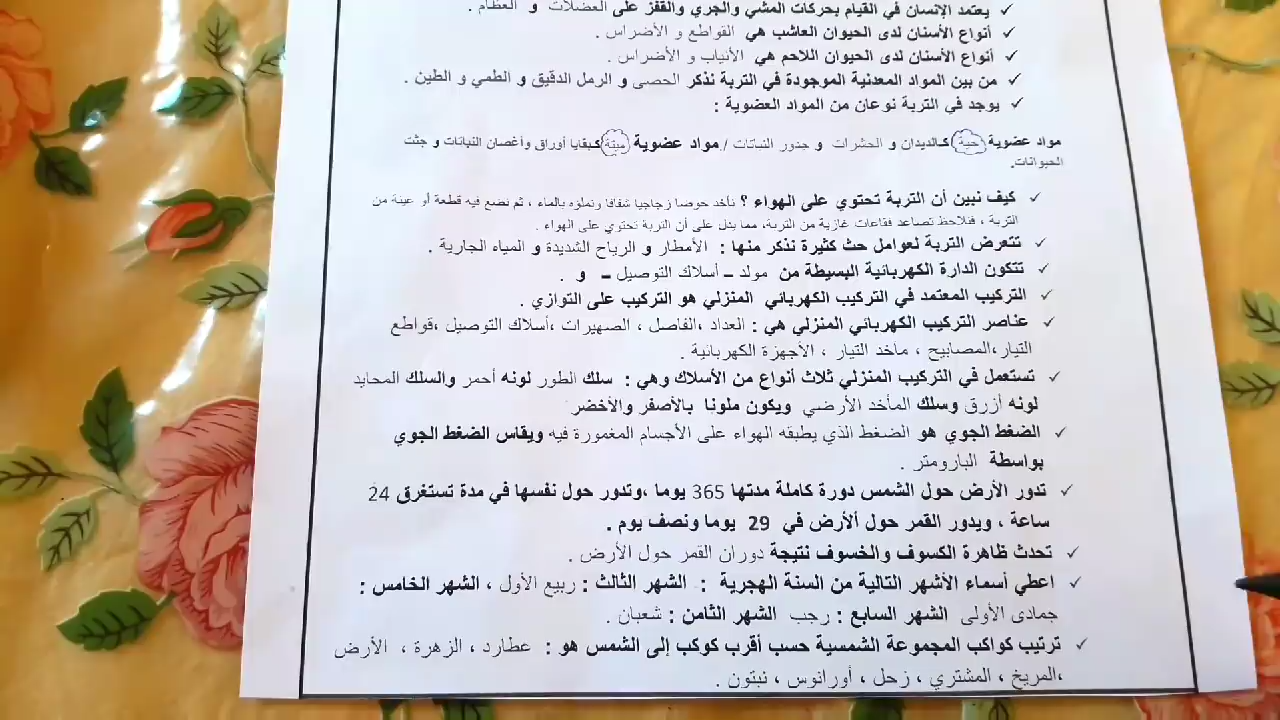 ✓ يعتمد الإنسان في القيام بحركات المشي والجري والقفز على العضلات و العظام .
✓ أنواع الأسنان لدى الحيوان العاشب هي القواطع و الأضراس .
✓ أنواع الأسنان لدى الحيوان اللاحم هي الأنياب و الأضراس .
✓ من بين المواد المعدنية الموجودة في التربة نذكر الحصى و الرمل الدقيق و الطمي و الطين .
✓ يوجد في التربة نوعان من المواد العضوية :
مواد عضوية حية كالديدان و الحشرات و جذور النباتات / مواد عضوية ميتة كبقايا أوراق وأغصان النباتات و جثت
الحيوانات.
✓ كيف نبين أن التربة تحتوي على الهواء ؟ نأخد حوضا زجاجيا شفافا ونملؤه بالماء ، ثم نضع فيه قطعة أو عينة من
التربة ، فنلاحظ تصاعد فقاعات غازية من التربة، مما يدل على أن التربة تحتوي على الهواء .
✓ تتعرض التربة لعوامل حث كثيرة نذكر منها : الأمطار و الرياح الشديدة و المياه الجارية .
✓ تتكون الدارة الكهربائية البسيطة من مولد – أسلاك التوصيل – و .
✓ التركيب المعتمد في التركيب الكهربائي المنزلي هو التركيب على التوازي .
✓ عناصر التركيب الكهربائي المنزلي هي : العداد ،الفاصل ، الصهيرات ،أسلاك التوصيل ،قواطع
التيار،المصابيح ، مآخد التيار ، الأجهزة الكهربائية .
✓ تستعمل في التركيب المنزلي ثلاث أنواع من الأسلاك وهي : سلك الطور لونه أحمر والسلك المحايد
لونه أزرق وسلك المأخد الأرضي ويكون ملونا بالأصفر والأخضر
✓ الضغط الجوي هو الضغط الذي يطبقه الهواء على الأجسام المغمورة فيه ويقاس الضغط الجوي
بواسطة البارومتر .
✓ تدور الأرض حول الشمس دورة كاملة مدتها 365 يوما ،وتدور حول نفسها في مدة تستغرق 24
ساعة ، ويدور القمر حول ألأرض في 29 يوما ونصف يوم .
✓ تحدث ظاهرة الكسوف والخسوف نتيجة دوران القمر حول الأرض .
✓ اعطي أسماء الأشهر التالية من السنة الهجرية : الشهر الثالث : ربيع الأول ، الشهر الخامس :
جمادى الأولى الشهر السابع : رجب الشهر الثامن : شعبان .
✓ ترتيب كواكب المجموعة الشمسية حسب أقرب كوكب إلى الشمس هو : عطارد ، الزهرة ، الأرض
،المريخ ، المشتري ، زحل ، أورانوس ، نبتون .